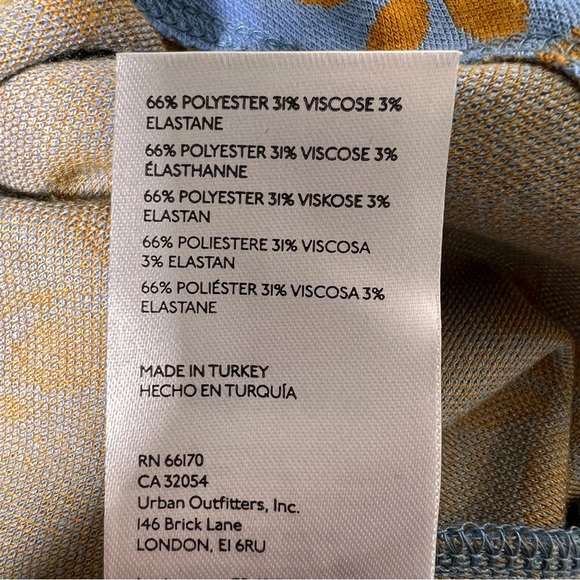 66% POLYESTER 31% VISCOSE 3%
ELASTANE
66% POLYESTER 31% VISCOSE 3%
ÉLASTHANNE
66% POLYESTER 31% VISKOSE 3%
ELASTAN
66% POLIESTERE 31% VISCOSA
3% ELASTAN
66% POLIÉSTER 31% VISCOSA 3%
ELASTANE
MADE IN TURKEY
HECHO EN TURQUÍA
RN 66170
CA 32054
Urban Outfitters, Inc.
146 Brick Lane
LONDON, E1 6RU